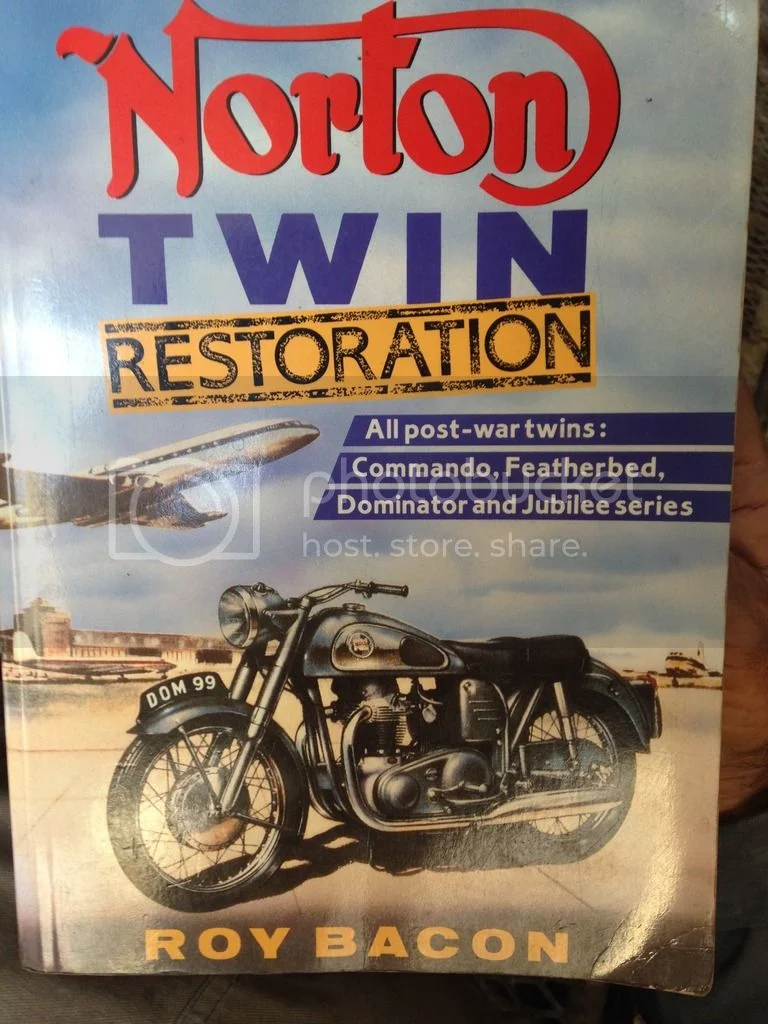 Norton
TWIN
RESTORATION
All post-war twins:
Commando, Featherbed,
Dominator and Jubilee series
photobucket
host. store. share.
DOM 99
ROY BACON